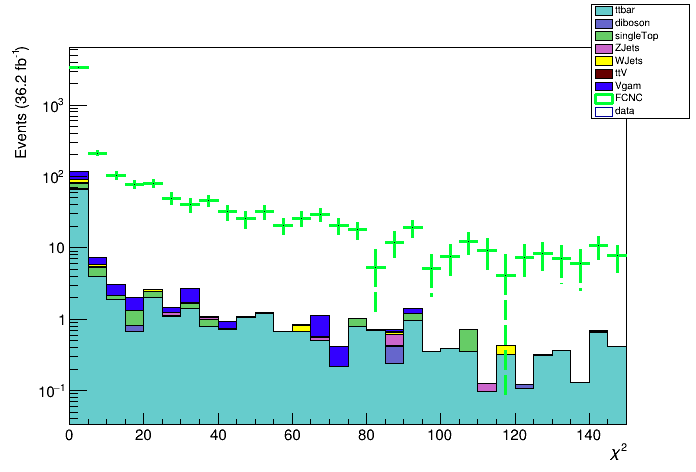 ttbar
diboson
singleTop
ZJets
WJets
ttV
Vgam
FCNC
data
Events (36.2 fb⁻¹)
10³
10²
10
1
10⁻¹
0 20 40 60 80 100 120 140
χ²